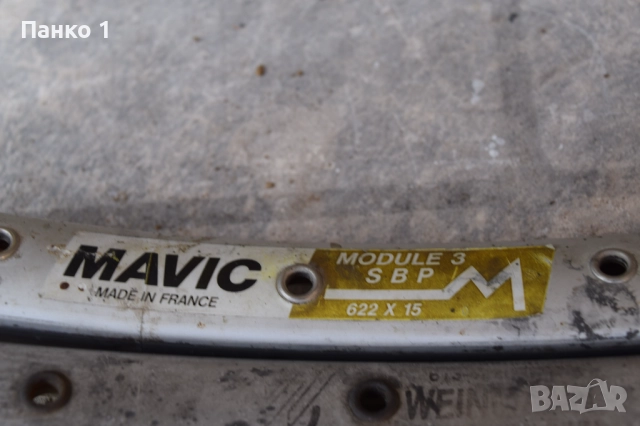 Панко 1
MAVIC
MADE IN FRANCE
MODULE 3
SBP
622 X 15
BAZAR